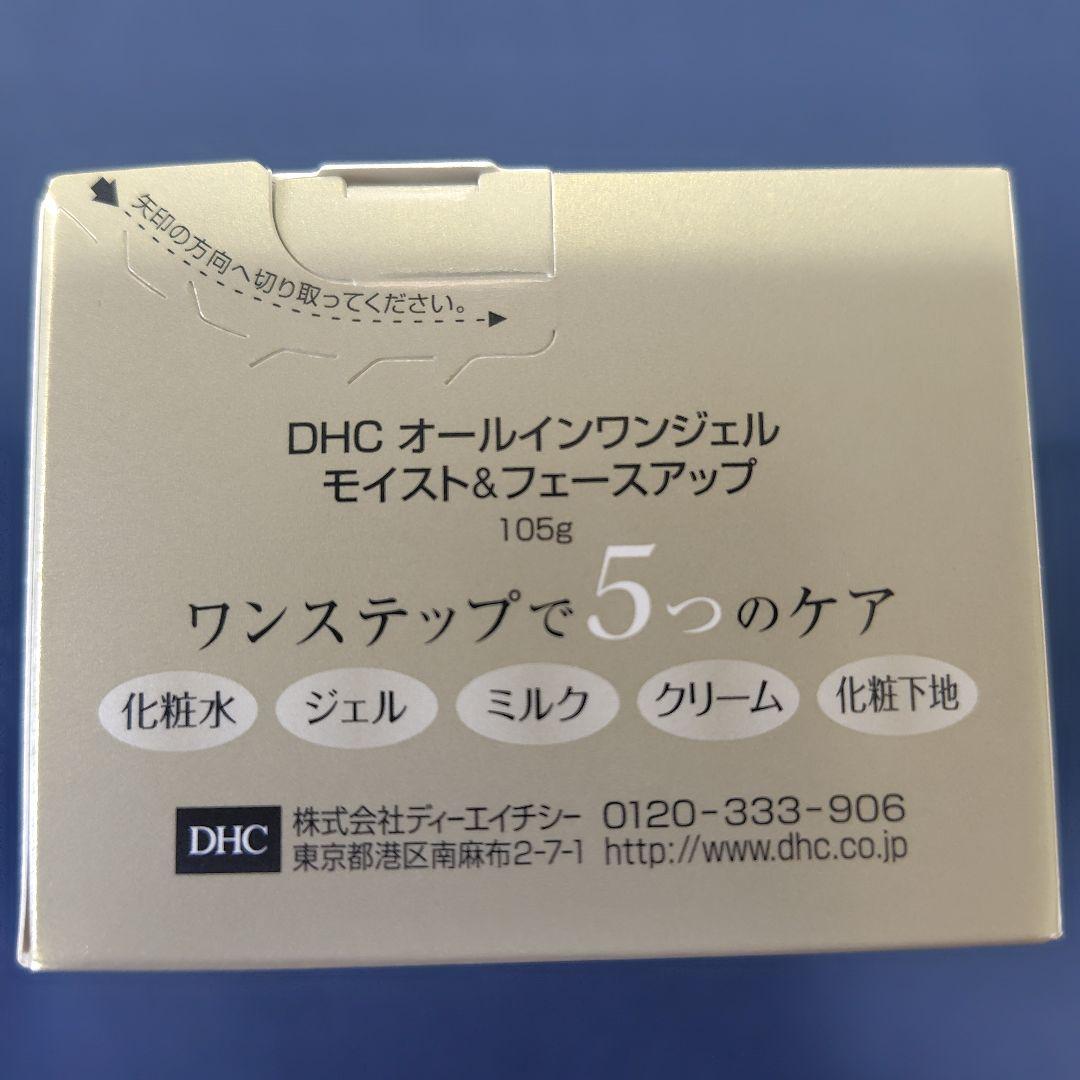 矢印の方向へ切り取ってください。
DHC オールインワンジェル
モイスト&フェースアップ
105g
ワンステップで5つのケア
化粧水 ジェル ミルク クリーム 化粧下地
DHC 株式会社ディーエイチシー 0120-333-906
東京都港区南麻布2-7-1 http://www.dhc.co.jp